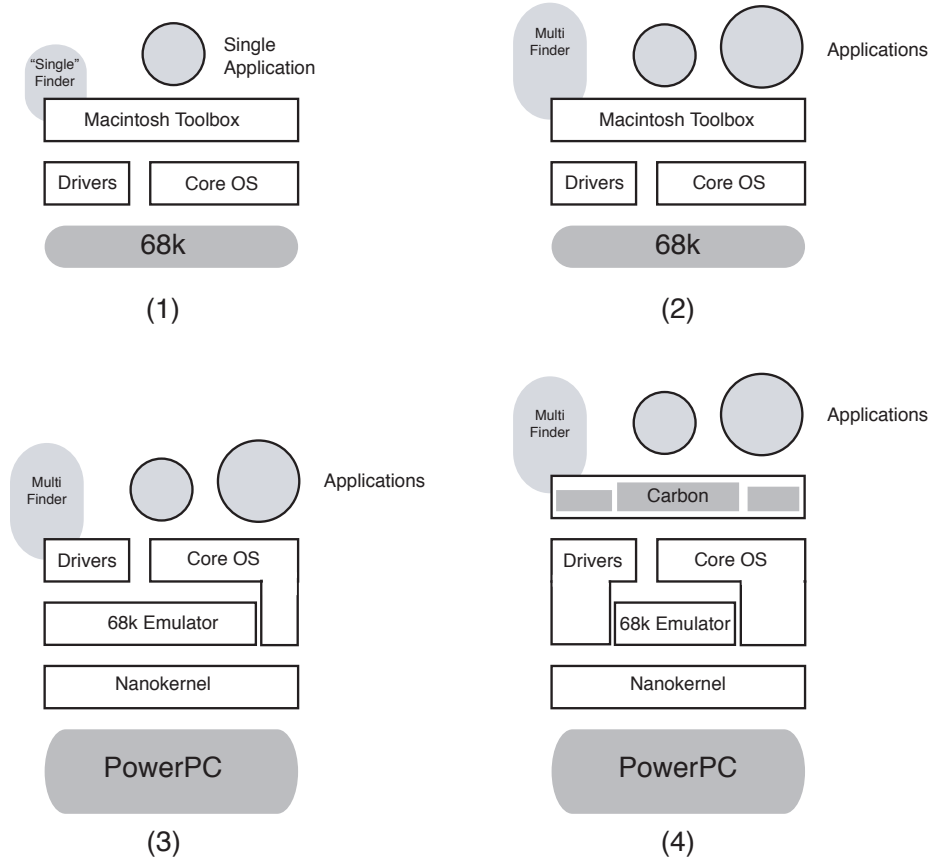 “Single”
Finder
Single
Application
Macintosh Toolbox
Drivers
Core OS
68k
(1)
Multi
Finder
Applications
Macintosh Toolbox
Drivers
Core OS
68k
(2)
Multi
Finder
Applications
Drivers
Core OS
68k Emulator
Nanokernel
PowerPC
(3)
Multi
Finder
Applications
Carbon
Drivers
Core OS
68k Emulator
Nanokernel
PowerPC
(4)